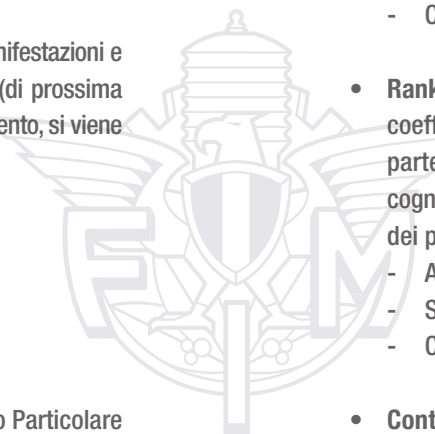 nifestazioni e
(di prossima
ento, si viene
o Particolare
- C
• Rank
coeff
parte
cogn
dei p
- A
- S
- C
• Cont
F M